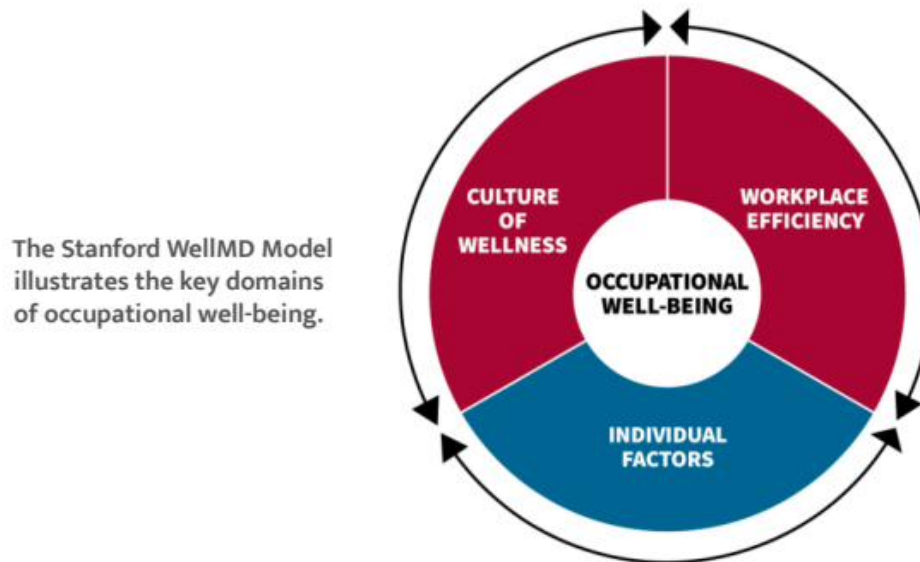 The Stanford WellMD Model
illustrates the key domains
of occupational well-being.
CULTURE
OF
WELLNESS
WORKPLACE
EFFICIENCY
OCCUPATIONAL
WELL-BEING
INDIVIDUAL
FACTORS